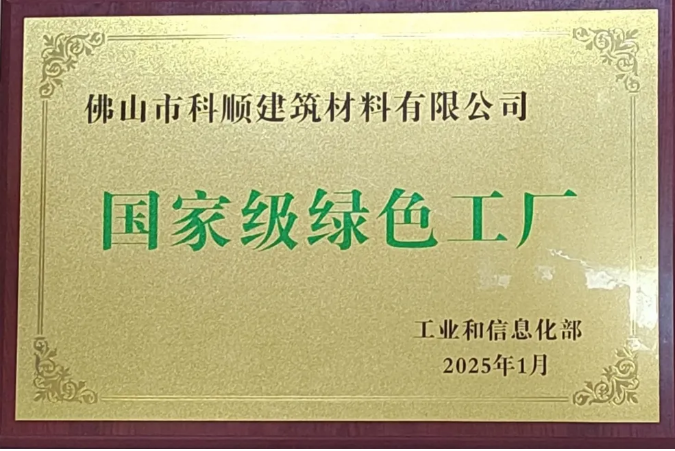 佛山市科顺建筑材料有限公司
国家级绿色工厂
工业和信息化部
2025年1月